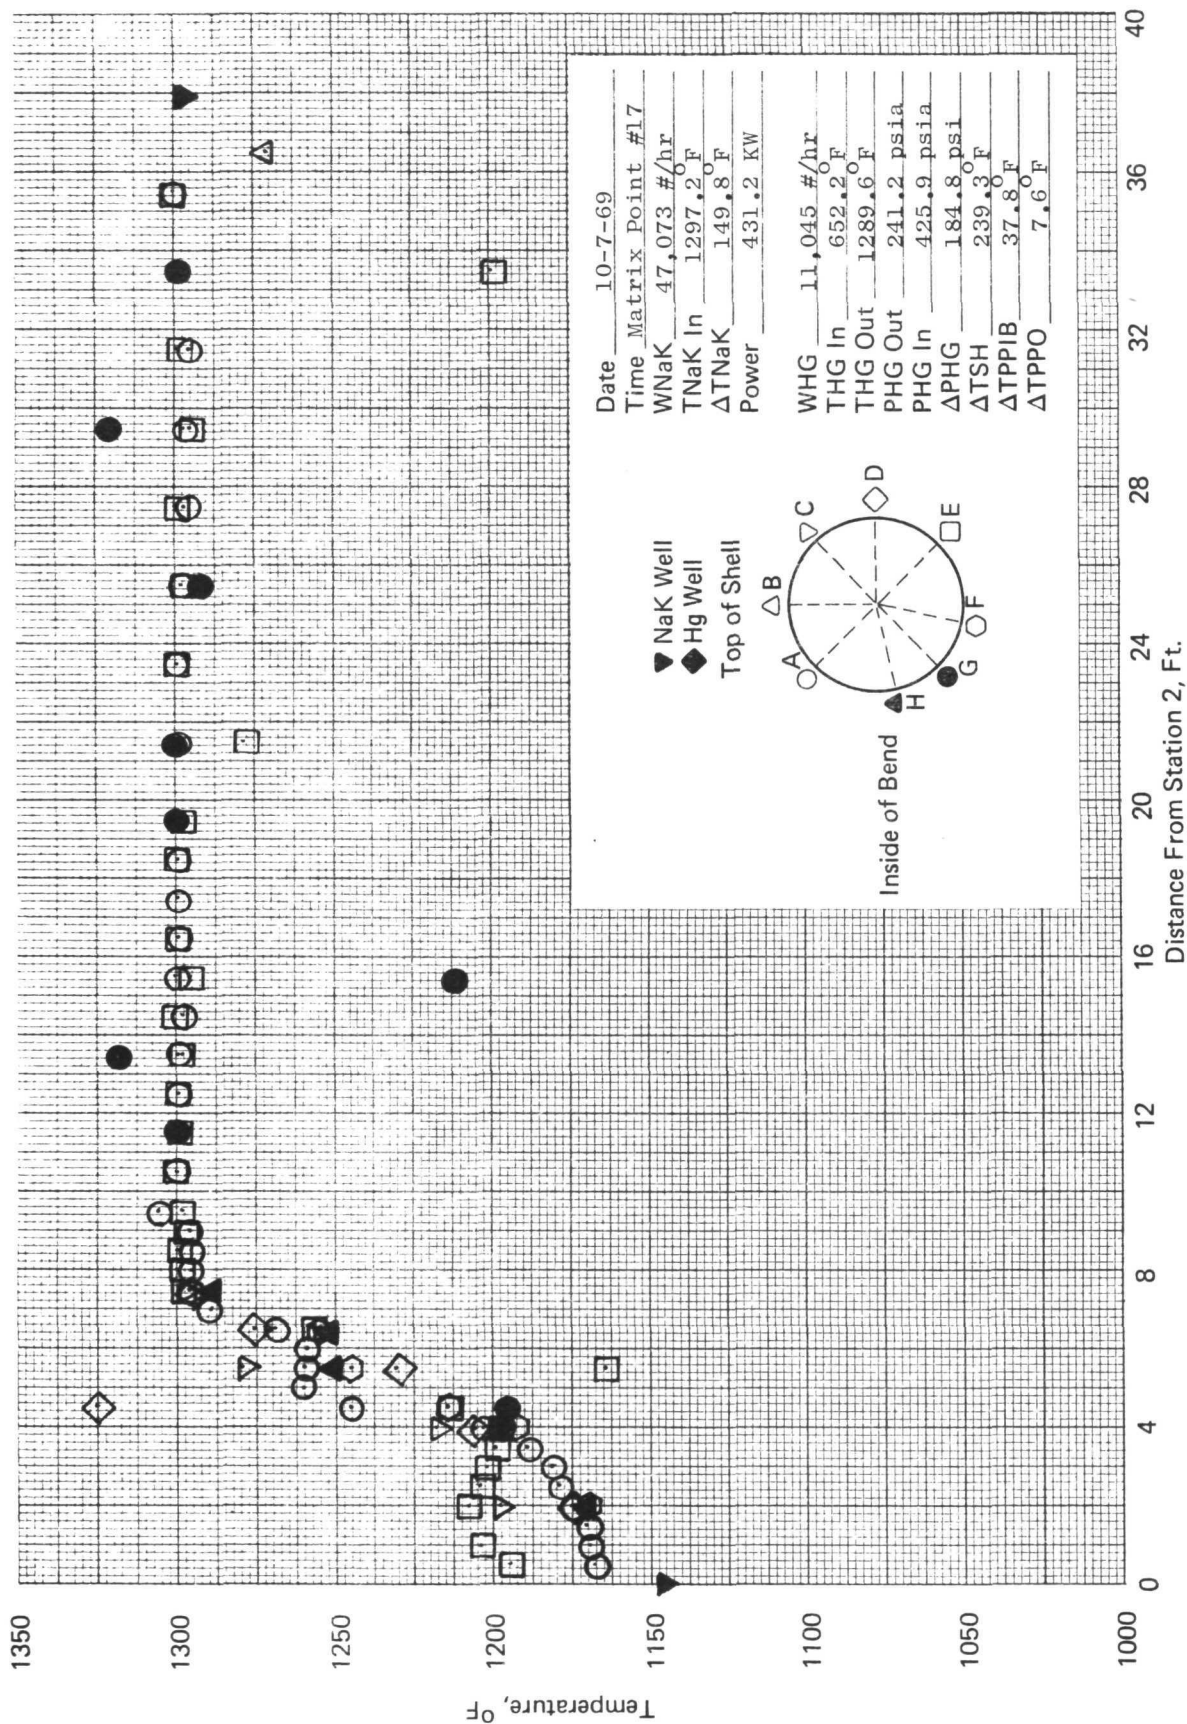 Temperature, °F
1350
1300
1250
1200
1150
1100
1050
1000
0
4
8
12
16
20
24
28
32
36
40
Distance From Station 2, Ft.
NaK Well
Hg Well
Top of Shell
Inside of Bend
A
B
C
D
E
F
G
H
Date 10-7-69
Time Matrix Point #17
WNaK 47,073 #/hr
TNaK In 1297.2°F
ΔTNaK 149.8°F
Power 431.2 KW
WHG 11,045 #/hr
THG In 652.2°F
THG Out 1289.6°F
PHG Out 241.2 psia
PHG In 425.9 psia
ΔPHG 184.8 psi
ΔTSH 239.3°F
ΔTPPIB 37.8°F
ΔTPPO 7.6°F